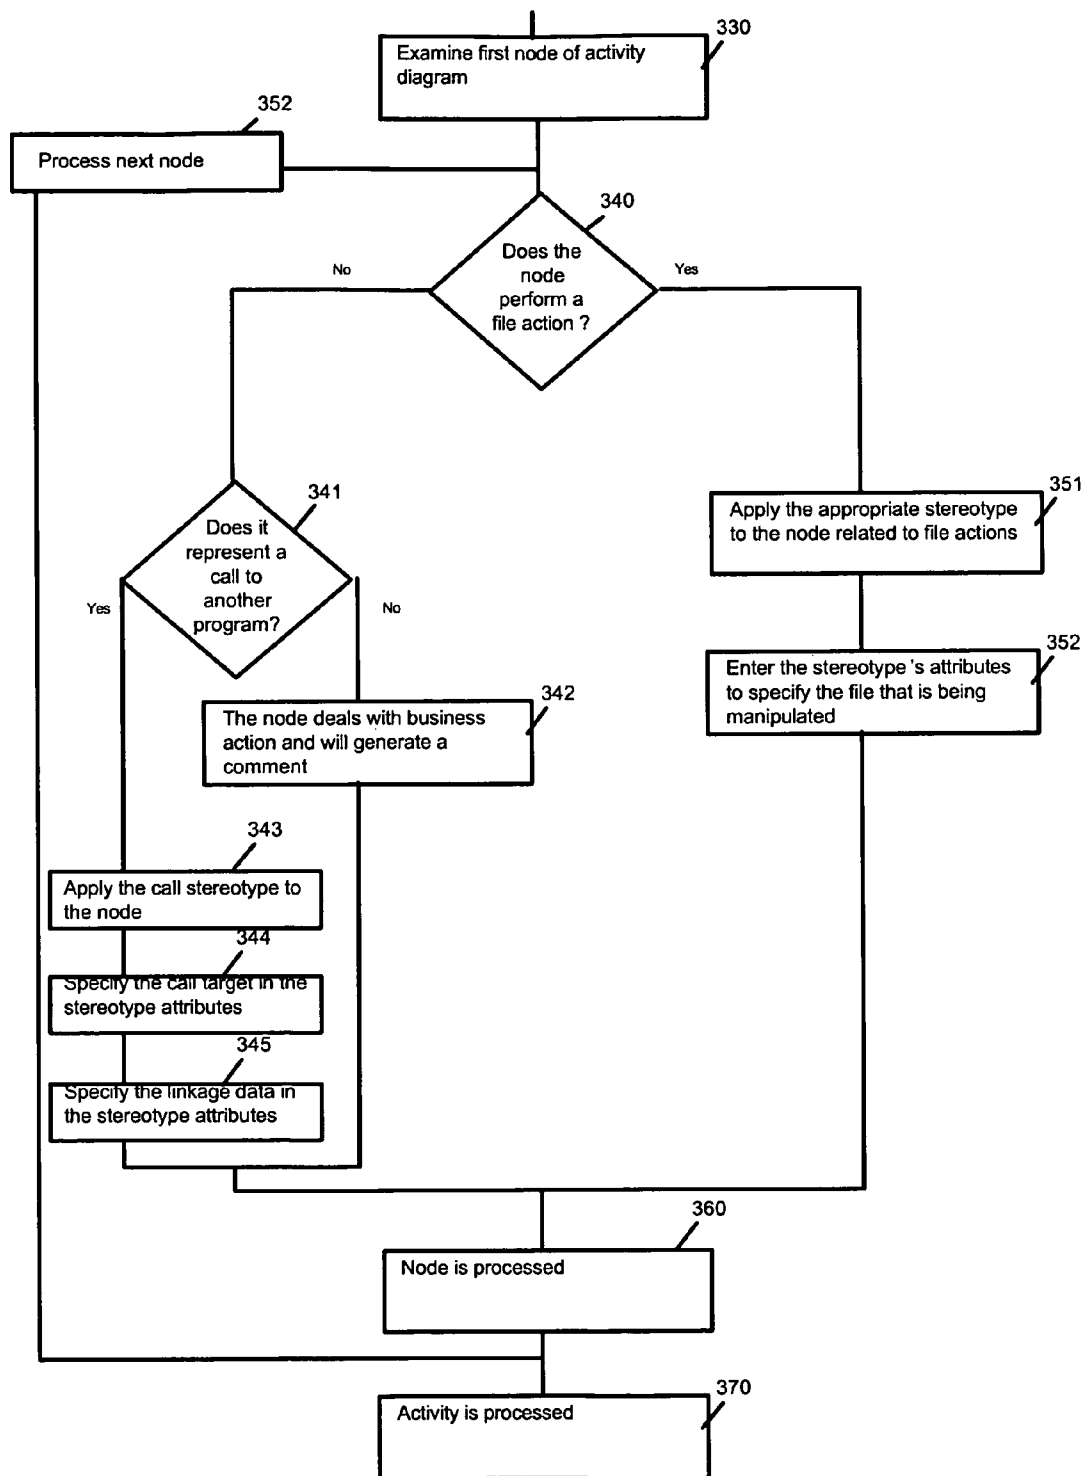 330
Examine first node of activity
diagram
352
Process next node
340
Does the
node
perform a
file action ?
No
Yes
341
Does it
represent a
call to
another
program?
Yes
No
351
Apply the appropriate stereotype
to the node related to file actions
352
Enter the stereotype's attributes
to specify the file that is being
manipulated
342
The node deals with business
action and will generate a
comment
343
Apply the call stereotype to
the node
344
Specify the call target in the
stereotype attributes
345
Specify the linkage data in
the stereotype attributes
360
Node is processed
370
Activity is processed